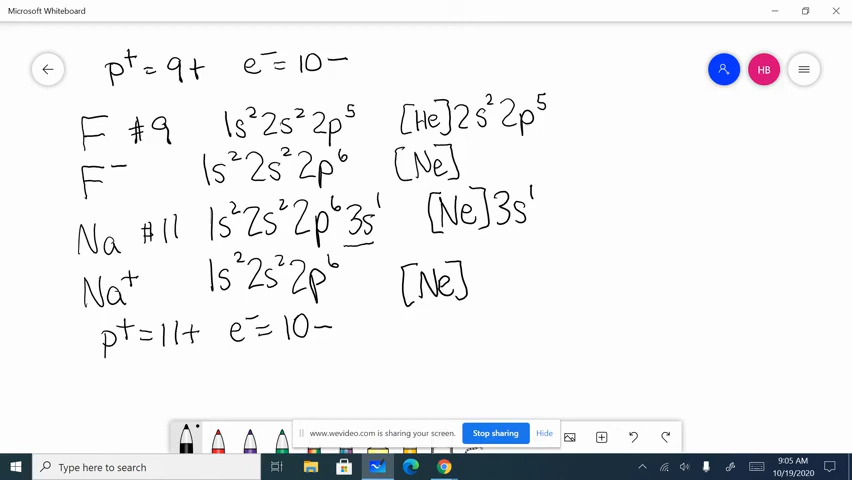 Microsoft Whiteboard
p⁺ = 9+ e⁻ = 10−
HB
F #9 1s²2s²2p⁵ [He]2s²2p⁵
F⁻ 1s²2s²2p⁶ [Ne]
Na #11 1s²2s²2p⁶3s¹ [Ne]3s¹
Na⁺ 1s²2s²2p⁶ [Ne]
p⁺ = 11+ e⁻ = 10−
www.wevideo.com is sharing your screen. Stop sharing Hide
Type here to search
9:05 AM
10/19/2020